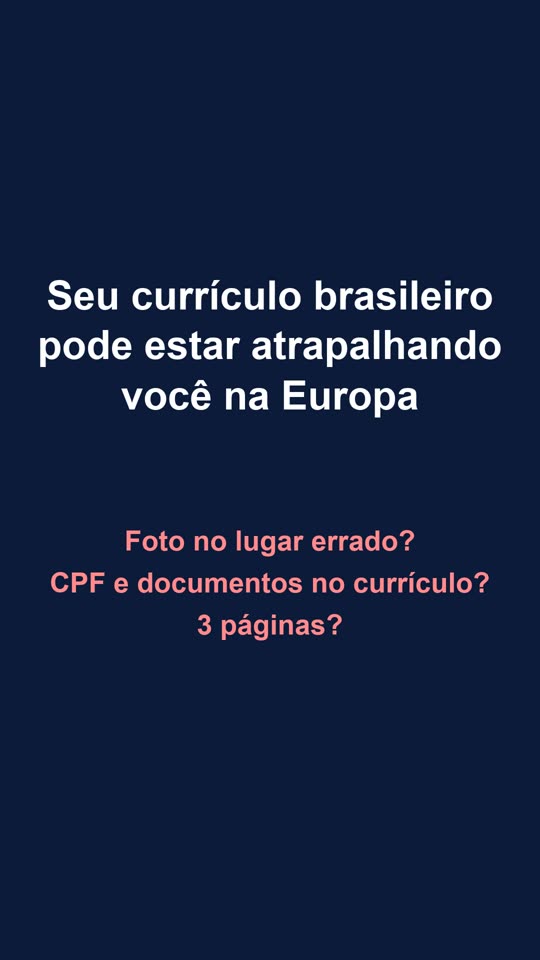 Seu currículo brasileiro
pode estar atrapalhando
você na Europa
Foto no lugar errado?
CPF e documentos no currículo?
3 páginas?